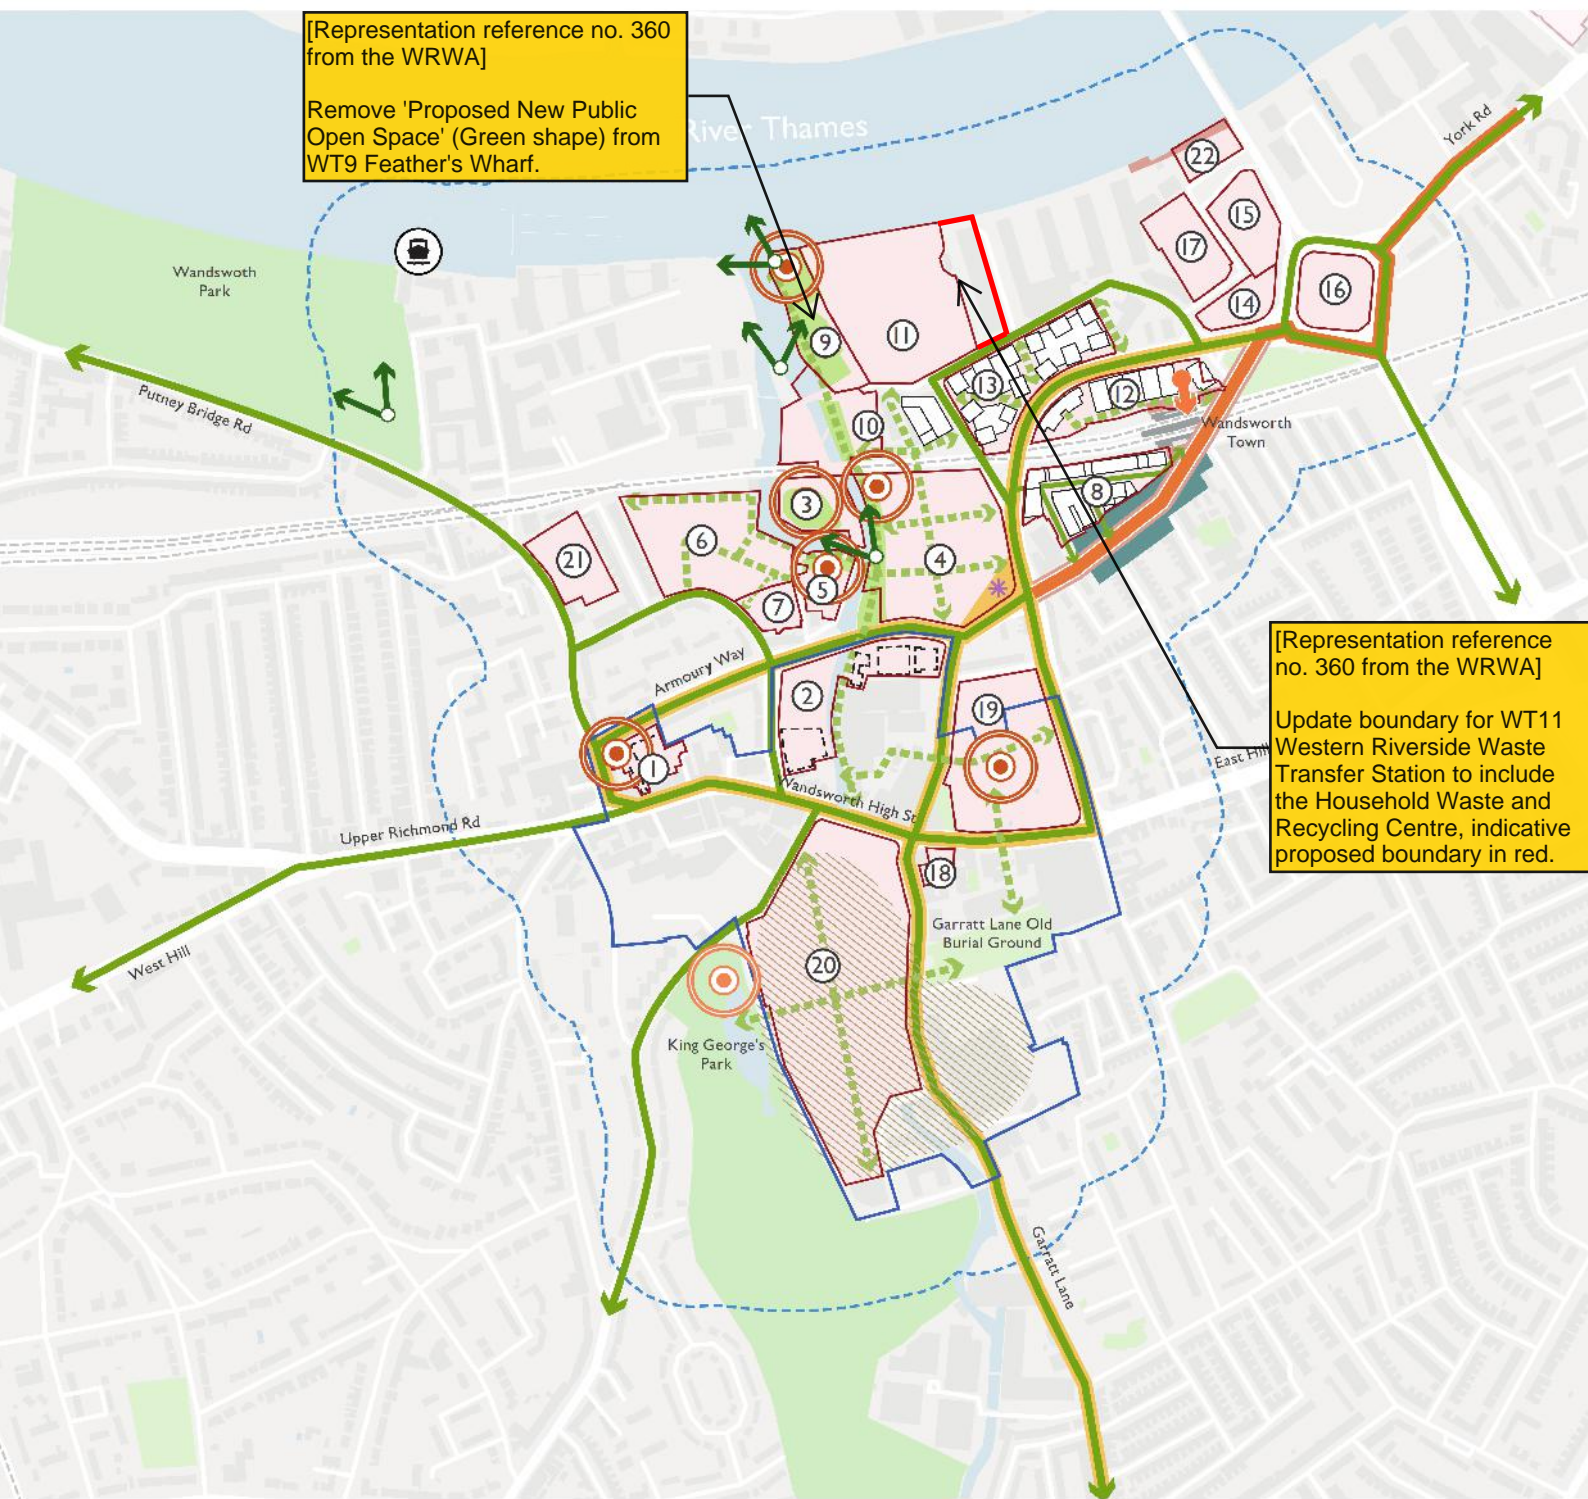 [Representation reference no. 360
from the WRWA]
Remove 'Proposed New Public
Open Space' (Green shape) from
WT9 Feather's Wharf.
River Thames
York Rd
22
15
17
Wandswoth
Park
14
16
9
11
13
12
Putney Bridge Rd
10
Wandsworth
Town
8
3
6
4
21
5
7
[Representation reference
no. 360 from the WRWA]
Update boundary for WT11
Western Riverside Waste
Transfer Station to include
the Household Waste and
Recycling Centre, indicative
proposed boundary in red.
Armoury Way
2
19
1
East Hill
Wandsworth High St
Upper Richmond Rd
18
Garratt Lane Old
Burial Ground
West Hill
20
King George's
Park
Garratt Lane